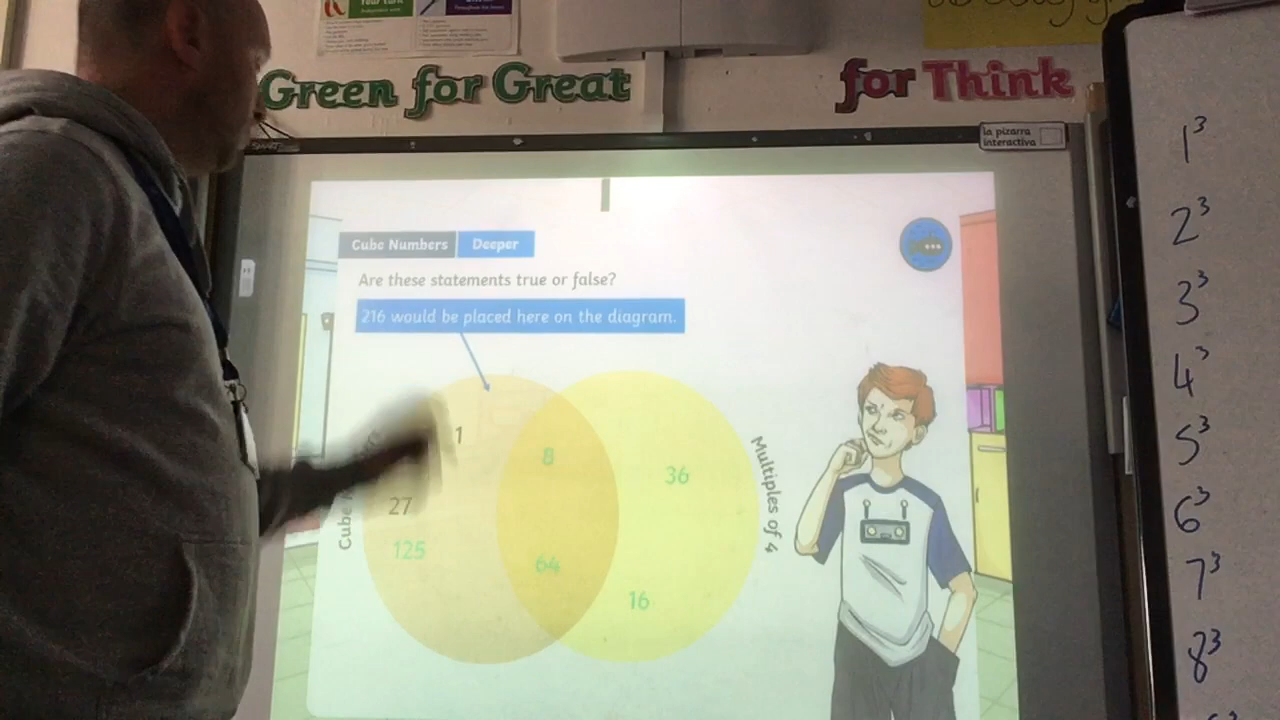 Green for Great
for Think
la pizarra
interactiva
Cube Numbers
Deeper
Are these statements true or false?
216 would be placed here on the diagram.
1
8
36
27
125
64
16
Cube
Multiples of 4
1³
2³
3³
4³
5³
6³
7³
8³